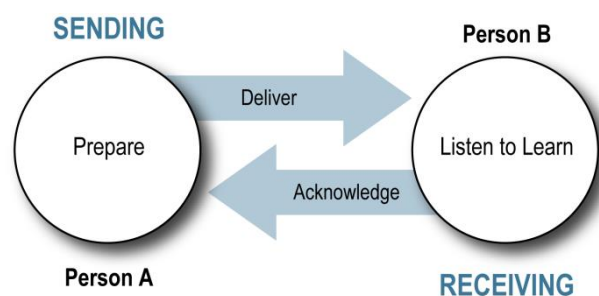 SENDING
Person B
Deliver
Prepare
Listen to Learn
Acknowledge
Person A
RECEIVING